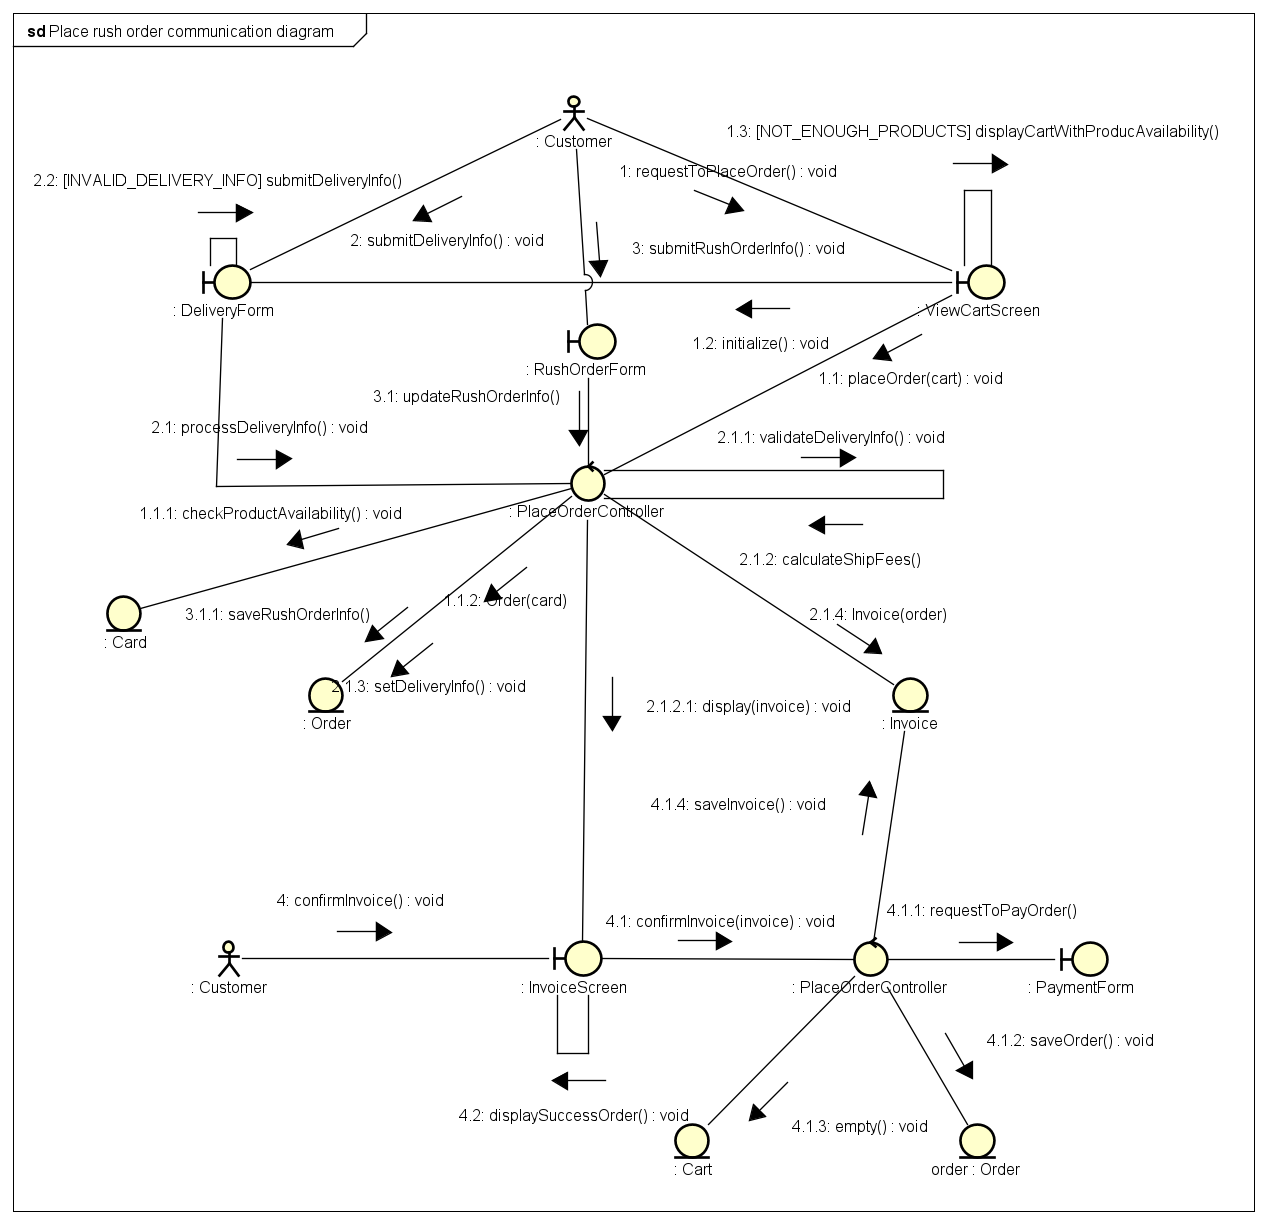 sd Place rush order communication diagram
: Customer
1.3: [NOT_ENOUGH_PRODUCTS] displayCartWithProducAvailability()
2.2: [INVALID_DELIVERY_INFO] submitDeliveryInfo()
1: requestToPlaceOrder() : void
2: submitDeliveryInfo() : void
3: submitRushOrderInfo() : void
: DeliveryForm
: ViewCartScreen
1.2: initialize() : void
: RushOrderForm
1.1: placeOrder(cart) : void
3.1: updateRushOrderInfo()
2.1: processDeliveryInfo() : void
2.1.1: validateDeliveryInfo() : void
1.1.1: checkProductAvailability() : void
: PlaceOrderController
2.1.2: calculateShipFees()
1.1.2: Order(card)
3.1.1: saveRushOrderInfo()
2.1.4: Invoice(order)
: Card
2.1.3: setDeliveryInfo() : void
2.1.2.1: display(invoice) : void
: Order
: Invoice
4.1.4: saveInvoice() : void
4: confirmInvoice() : void
4.1: confirmInvoice(invoice) : void
4.1.1: requestToPayOrder()
: Customer
: InvoiceScreen
: PlaceOrderController
: PaymentForm
4.1.2: saveOrder() : void
4.2: displaySuccessOrder() : void
4.1.3: empty() : void
: Cart
order : Order